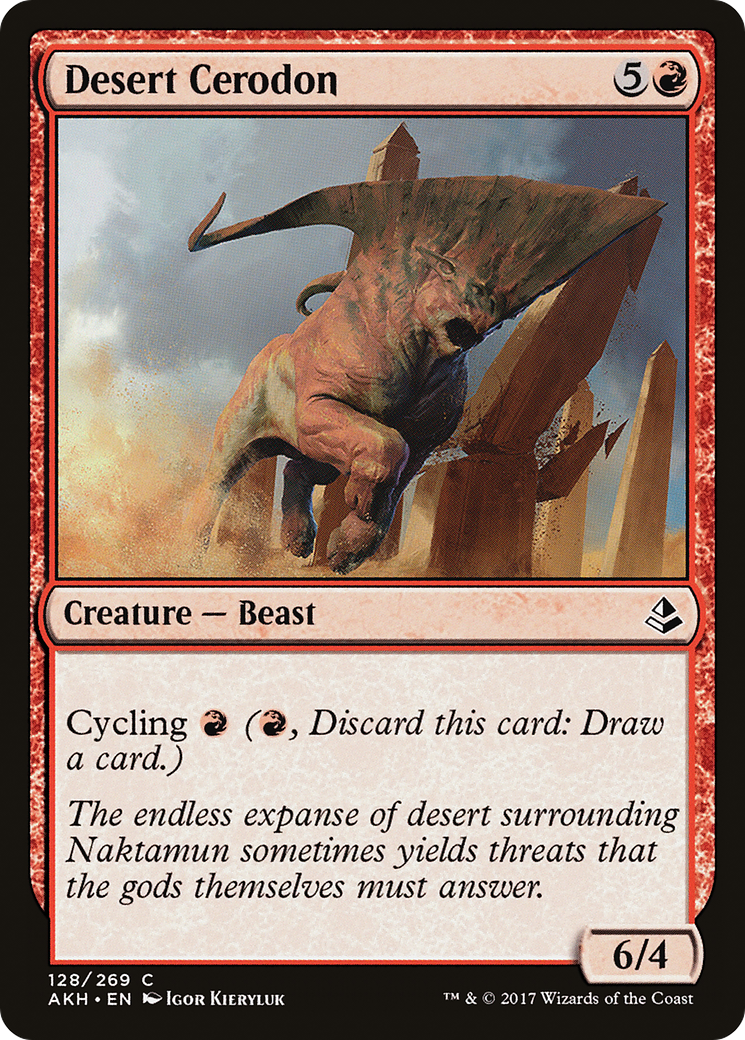 Desert Cerodon 5
Creature — Beast
Cycling (, Discard this card: Draw
a card.)
The endless expanse of desert surrounding
Naktamun sometimes yields threats that
the gods themselves must answer.
6/4
128/269 C
AKH • EN Igor Kieryluk
™ & © 2017 Wizards of the Coast